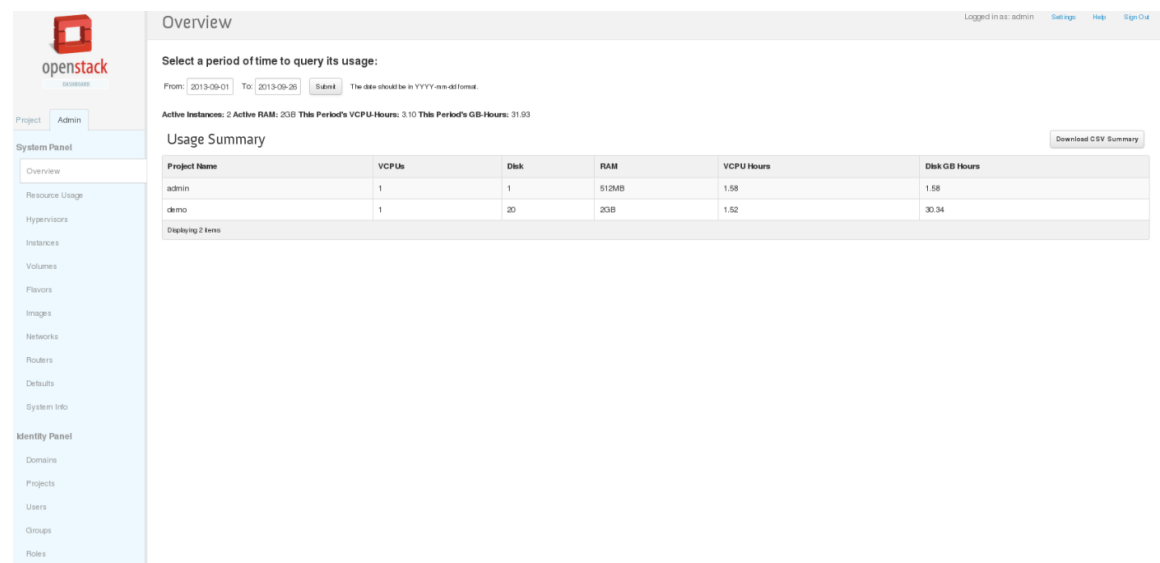 Overview
Logged in as: admin Settings Help Sign Out
openstack
DASHBOARD
Project Admin
System Panel
Overview
Resource Usage
Hypervisors
Instances
Volumes
Flavors
Images
Networks
Routers
Defaults
System Info
Identity Panel
Domains
Projects
Users
Groups
Roles
Select a period of time to query its usage:
From: 2013-09-01 To: 2013-09-26 Submit The date should be in YYYY-mm-dd format.
Active Instances: 2 Active RAM: 2GB This Period's VCPU-Hours: 3.10 This Period's GB-Hours: 31.93
Usage Summary
Download CSV Summary
Project Name VCPUs Disk RAM VCPU Hours Disk GB Hours
admin 1 1 512MB 1.58 1.58
demo 1 20 2GB 1.52 30.34
Displaying 2 items